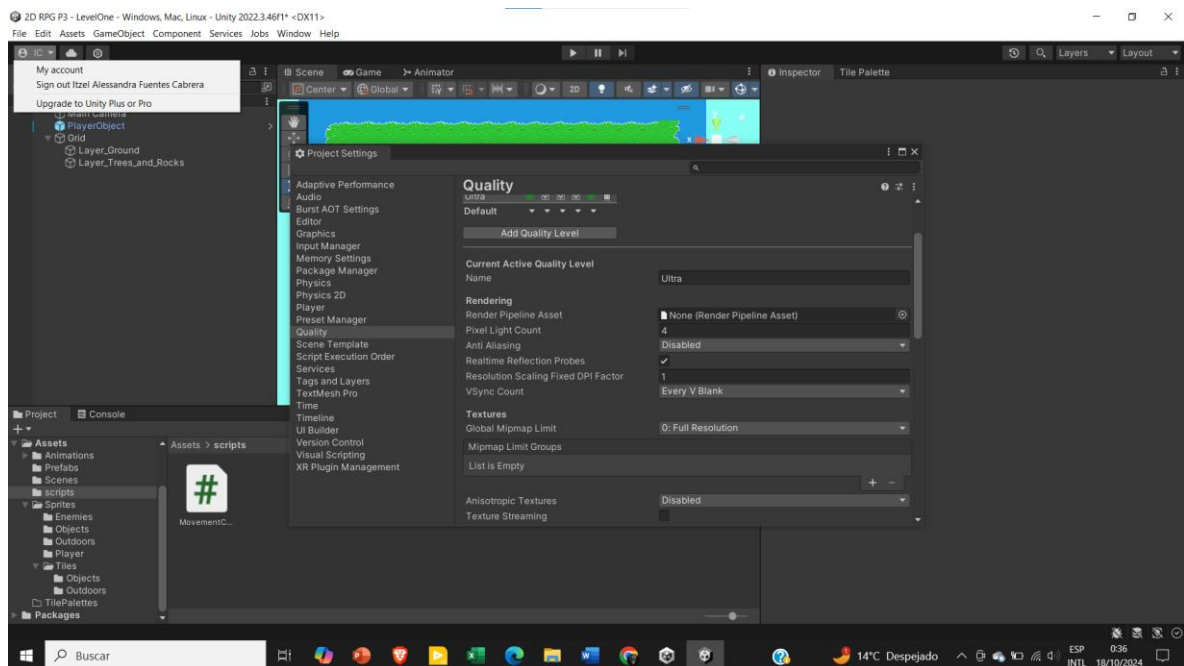 2D RPG P3 - LevelOne - Windows, Mac, Linux - Unity 2022.3.46f1* <DX11>
File Edit Assets GameObject Component Services Jobs Window Help
IC
Layers Layout
My account
Sign out Itzel Alessandra Fuentes Cabrera
Upgrade to Unity Plus or Pro
Main Camera
PlayerObject
Grid
Layer_Ground
Layer_Trees_and_Rocks
Scene Game Animator
Center Global 2D
Inspector Tile Palette
Project Settings
Adaptive Performance
Audio
Burst AOT Settings
Editor
Graphics
Input Manager
Memory Settings
Package Manager
Physics
Physics 2D
Player
Preset Manager
Quality
Scene Template
Script Execution Order
Services
Tags and Layers
TextMesh Pro
Time
Timeline
UI Builder
Version Control
Visual Scripting
XR Plugin Management
Quality
Ultra
Default
Add Quality Level
Current Active Quality Level
Name Ultra
Rendering
Render Pipeline Asset None (Render Pipeline Asset)
Pixel Light Count 4
Anti Aliasing Disabled
Realtime Reflection Probes
Resolution Scaling Fixed DPI Factor 1
VSync Count Every V Blank
Textures
Global Mipmap Limit 0: Full Resolution
Mipmap Limit Groups
List is Empty
Anisotropic Textures Disabled
Texture Streaming
Project Console
Assets
Animations
Prefabs
Scenes
scripts
Sprites
Enemies
Objects
Outdoors
Player
Tiles
Objects
Outdoors
TilePalettes
Packages
Assets > scripts
#
MovementC...
Buscar
14°C Despejado
ESP
INTL
0:36
18/10/2024